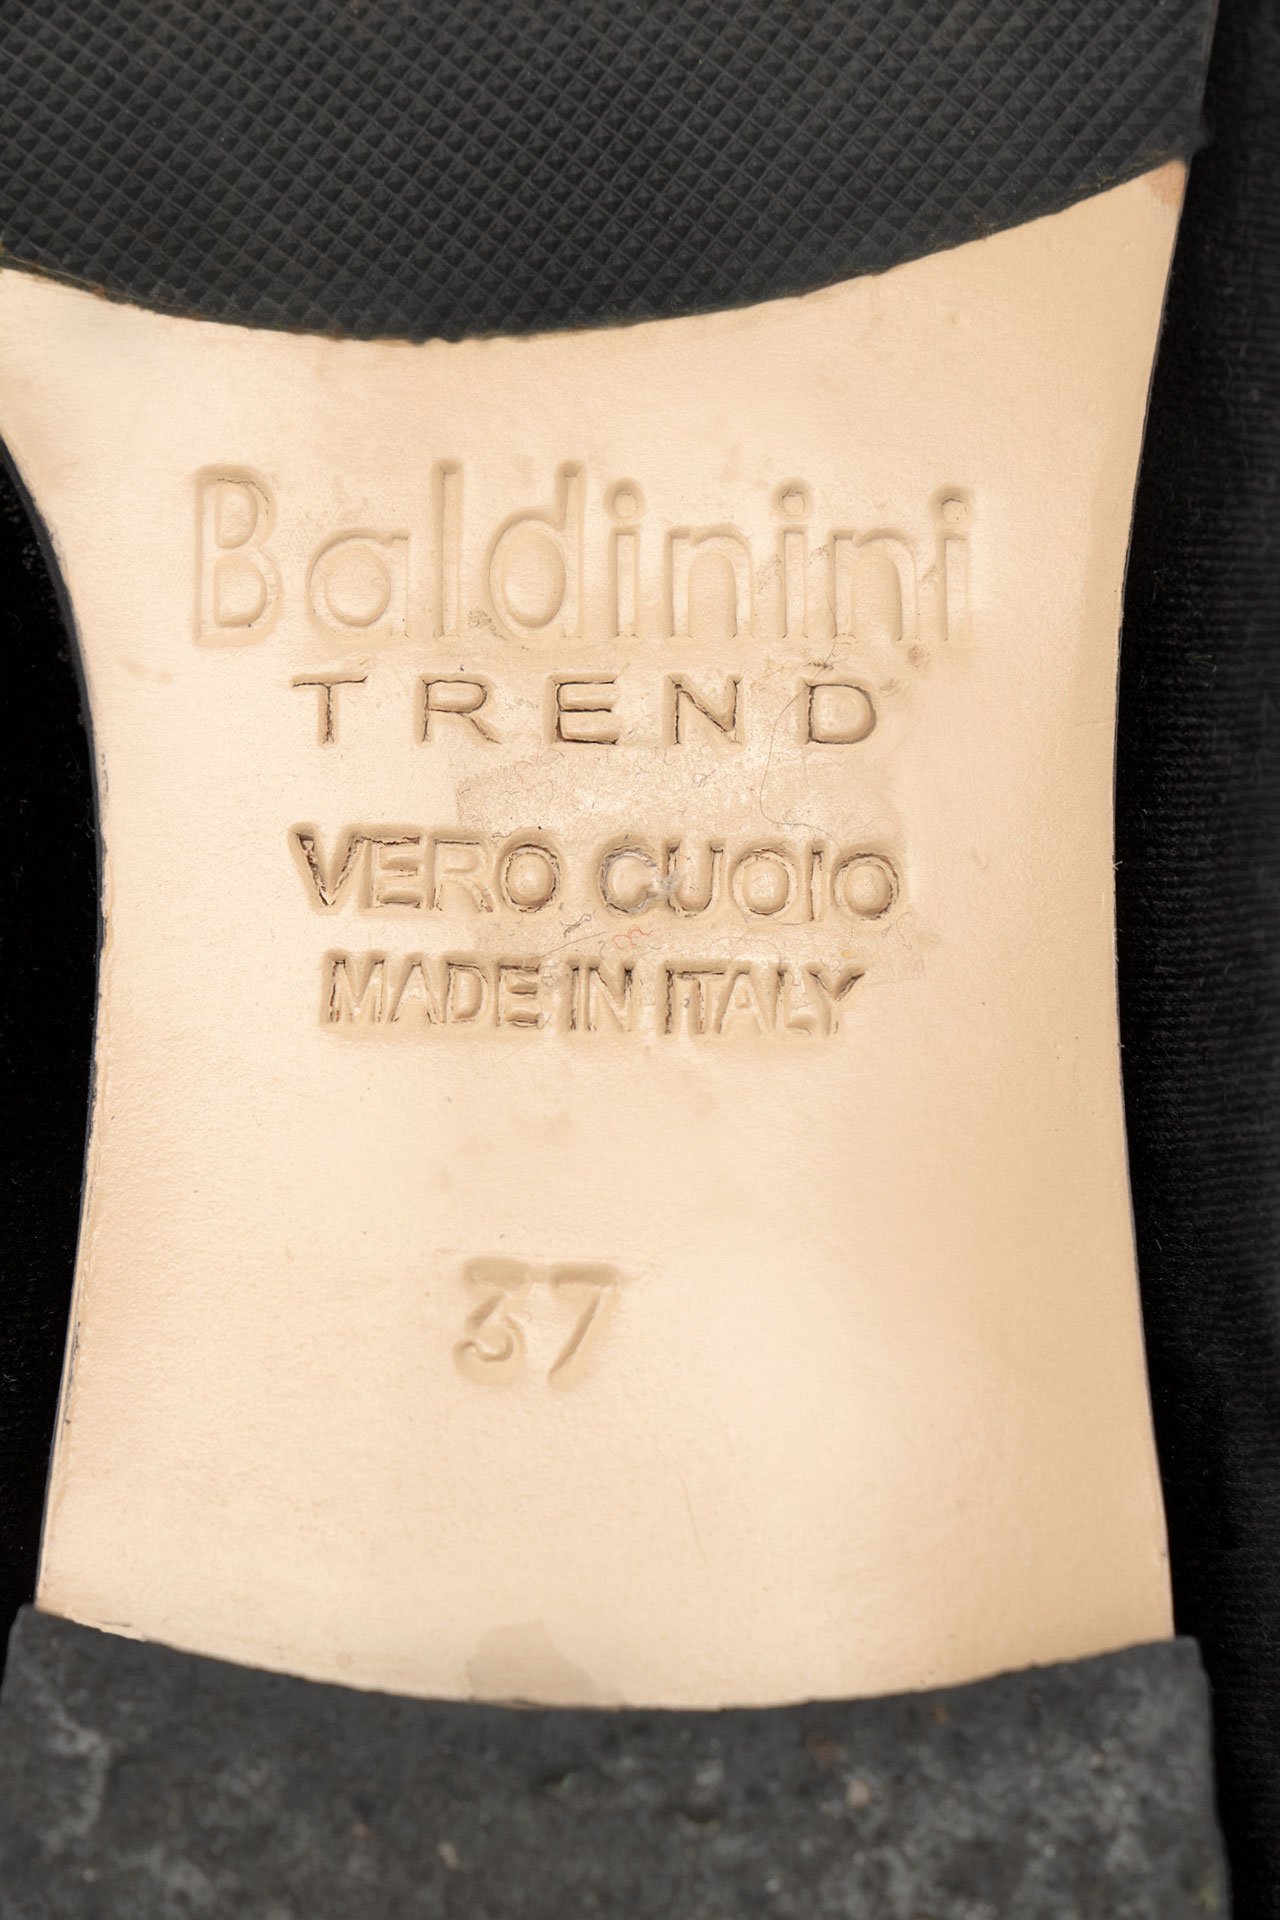 Baldinini
TREND
VERO CUOIO
MADE IN ITALY
37